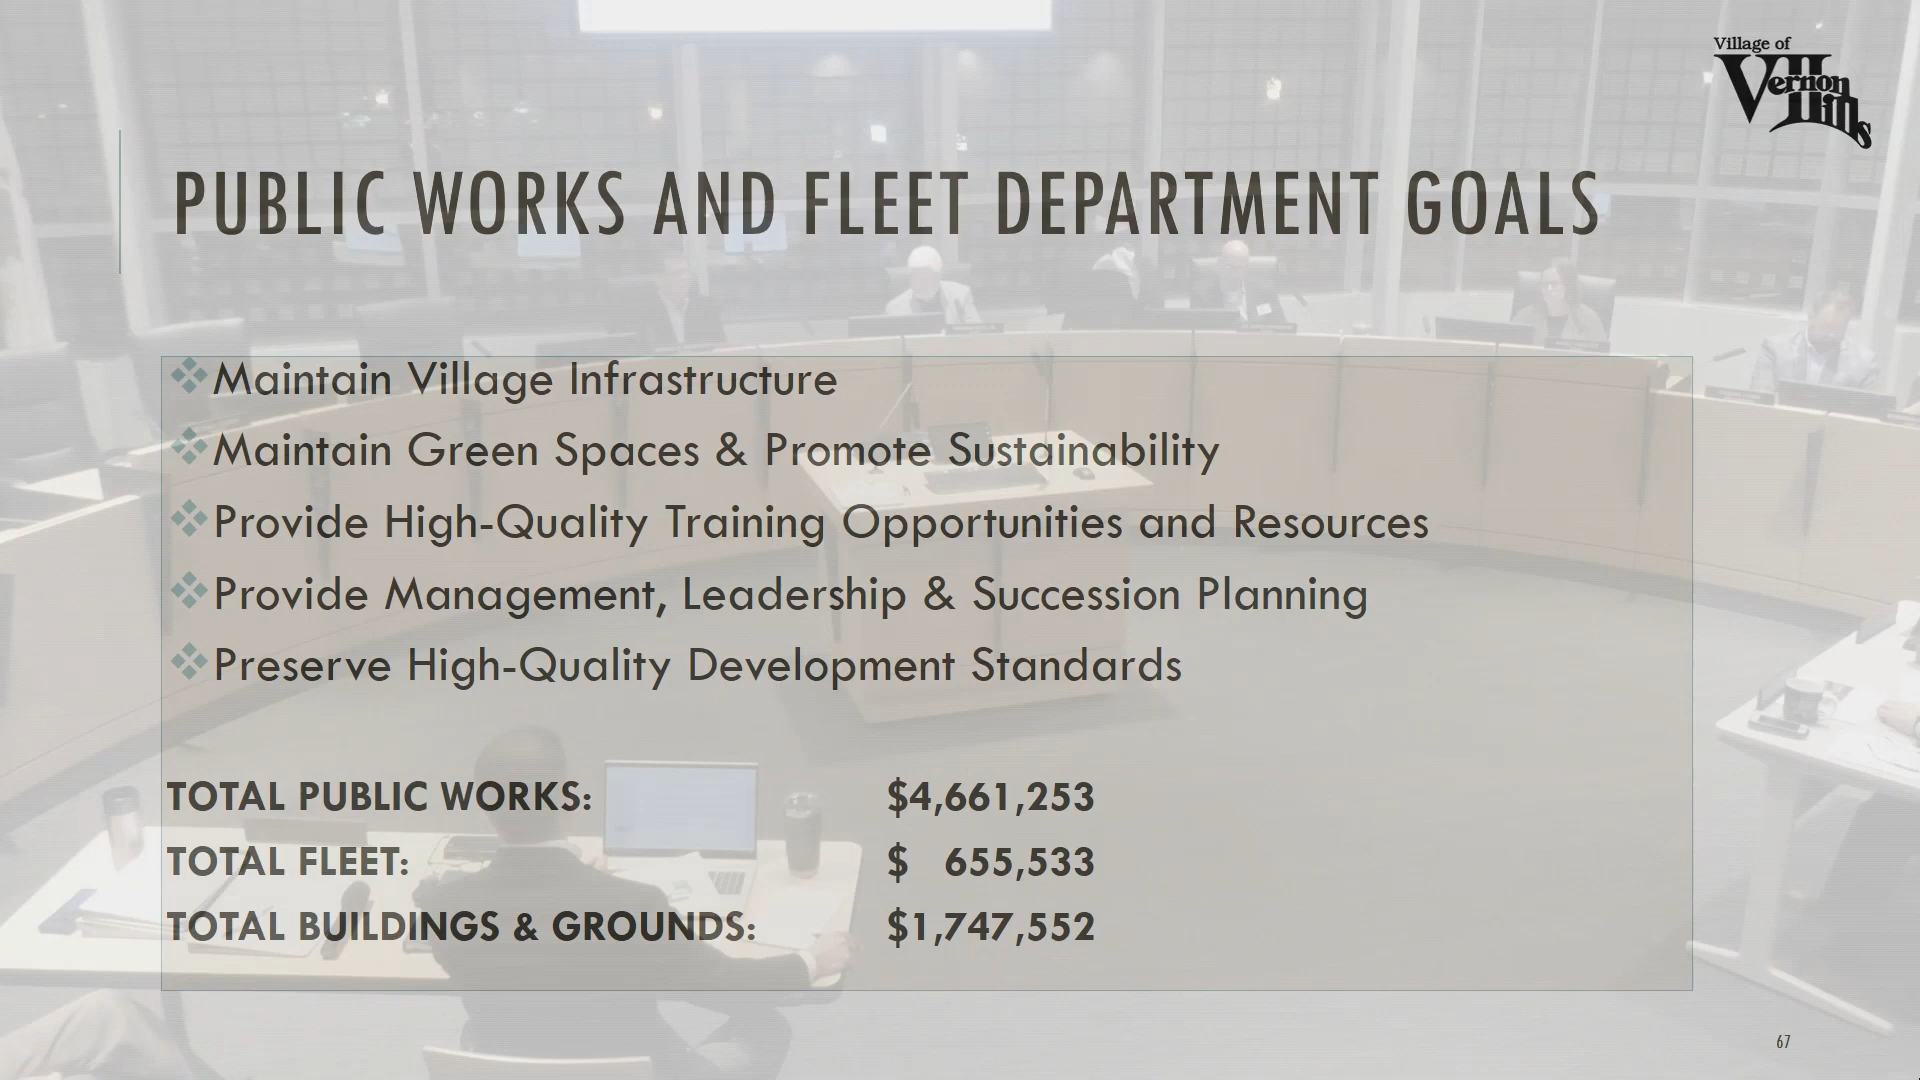 Village of
Vernon
Hills
PUBLIC WORKS AND FLEET DEPARTMENT GOALS
Maintain Village Infrastructure
Maintain Green Spaces & Promote Sustainability
Provide High-Quality Training Opportunities and Resources
Provide Management, Leadership & Succession Planning
Preserve High-Quality Development Standards
TOTAL PUBLIC WORKS: $4,661,253
TOTAL FLEET: $ 655,533
TOTAL BUILDINGS & GROUNDS: $1,747,552
67